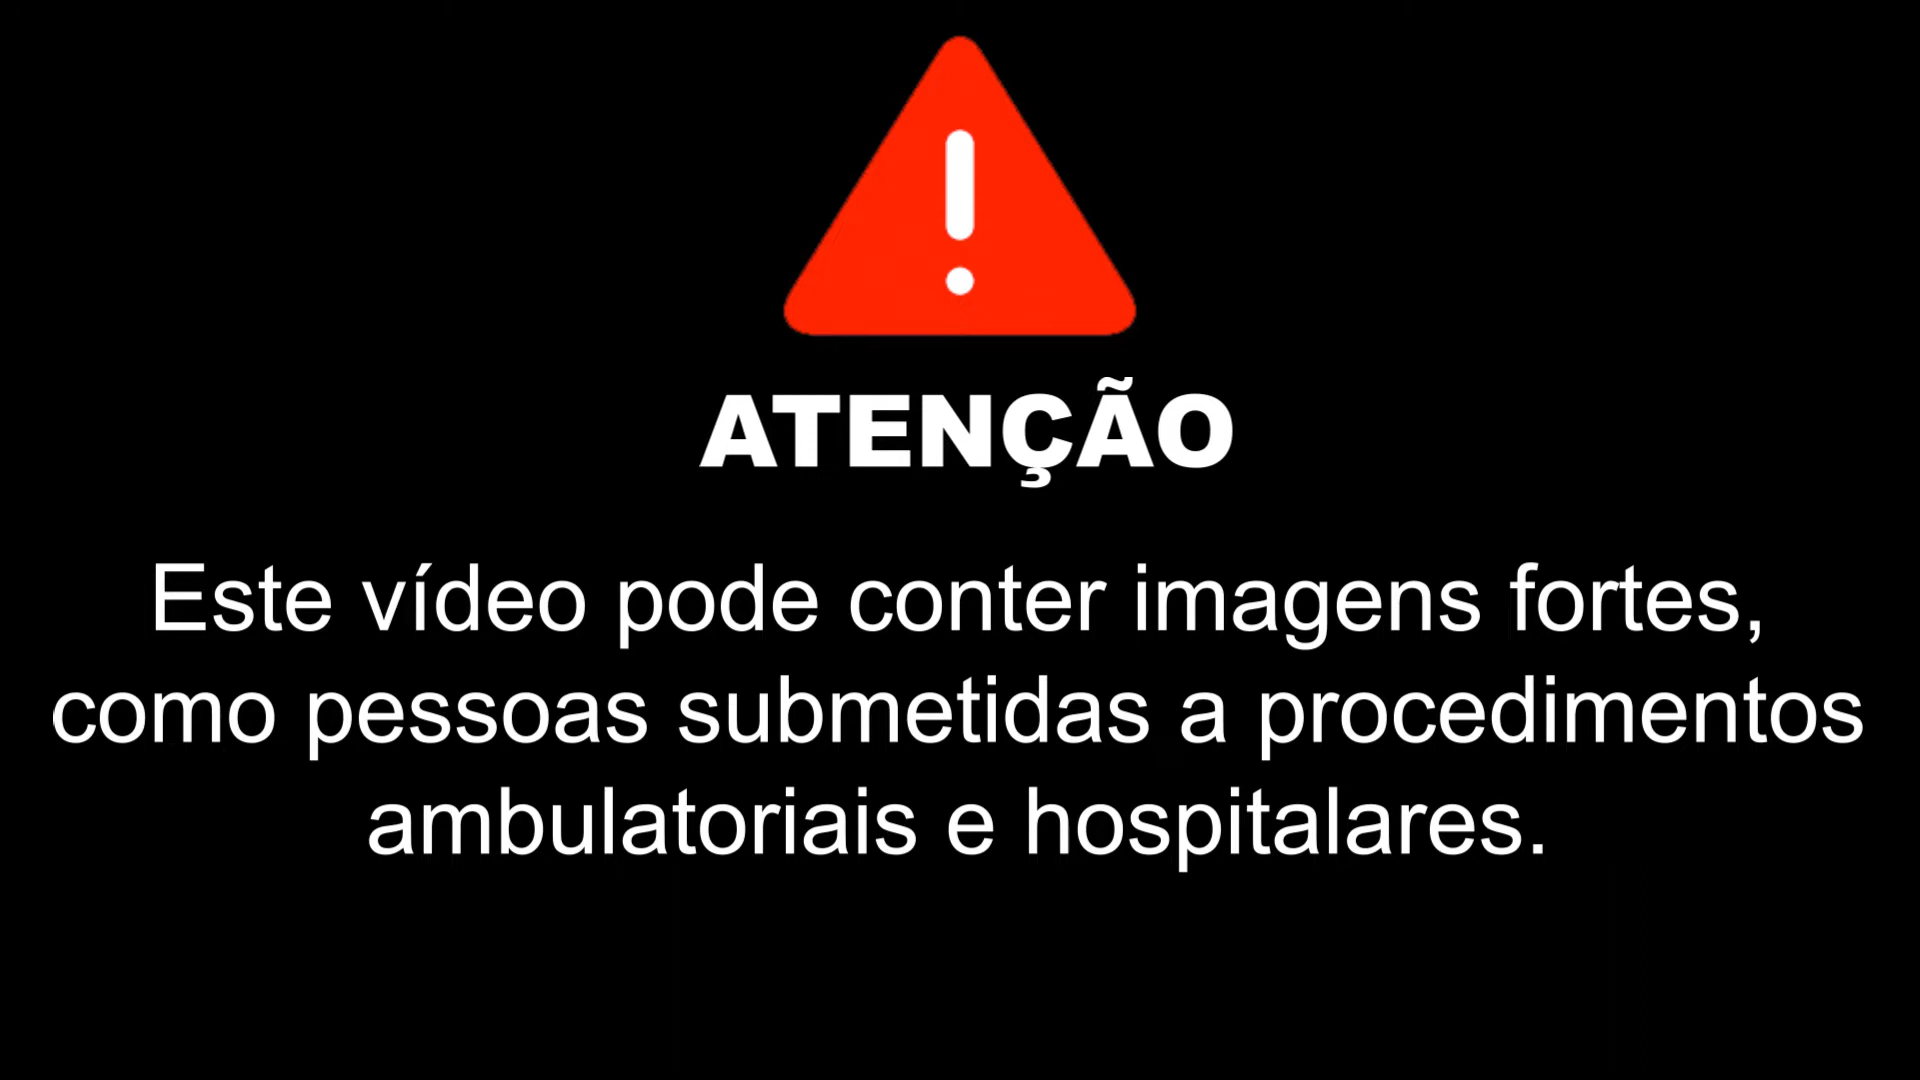 ATENÇÃO
Este vídeo pode conter imagens fortes,
como pessoas submetidas a procedimentos
ambulatoriais e hospitalares.